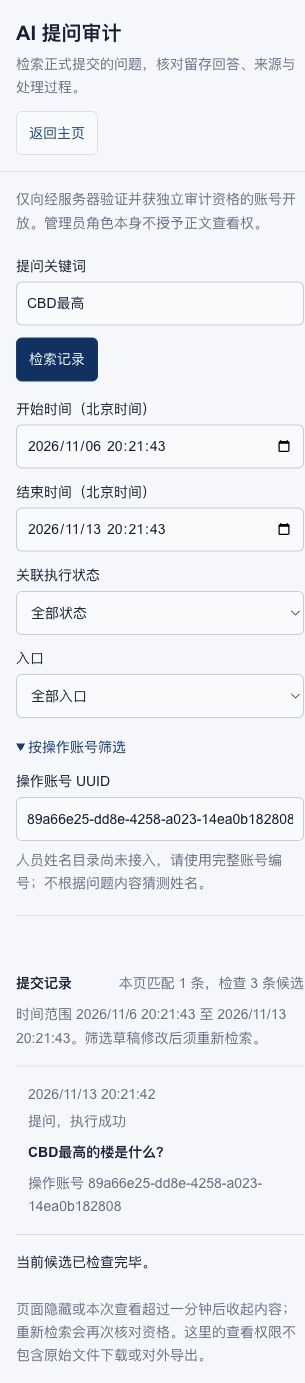 AI 提问审计
检索正式提交的问题，核对留存回答、来源与
处理过程。
返回主页
仅向经服务器验证并获独立审计资格的账号开
放。管理员角色本身不授予正文查看权。
提问关键词
CBD最高
检索记录
开始时间（北京时间）
2026/11/06 20:21:43
结束时间（北京时间）
2026/11/13 20:21:43
关联执行状态
全部状态
入口
全部入口
▼按操作账号筛选
操作账号 UUID
89a66e25-dd8e-4258-a023-14ea0b182808
人员姓名目录尚未接入，请使用完整账号编
号；不根据问题内容猜测姓名。
提交记录 本页匹配 1 条，检查 3 条候选
时间范围 2026/11/6 20:21:43 至 2026/11/13
20:21:43。筛选草稿修改后须重新检索。
2026/11/13 20:21:42
提问，执行成功
CBD最高的楼是什么？
操作账号 89a66e25-dd8e-4258-a023-
14ea0b182808
当前候选已检查完毕。
页面隐藏或本次查看超过一分钟后收起内容；
重新检索会再次核对资格。这里的查看权限不
包含原始文件下载或对外导出。